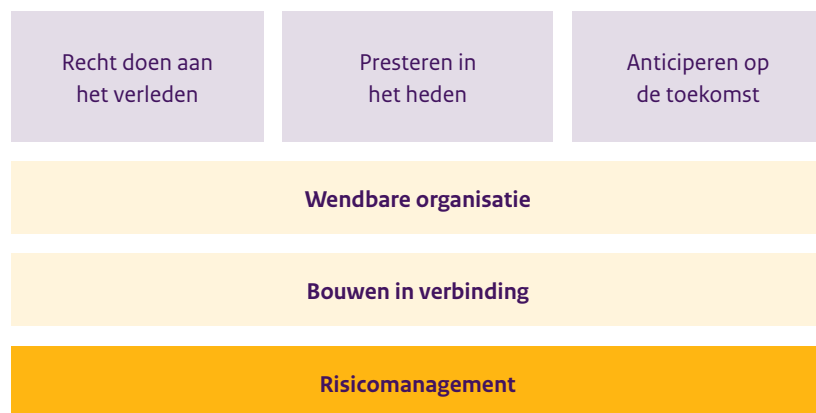 Recht doen aan
het verleden
Presteren in
het heden
Anticiperen op
de toekomst
Wendbare organisatie
Bouwen in verbinding
Risicomanagement